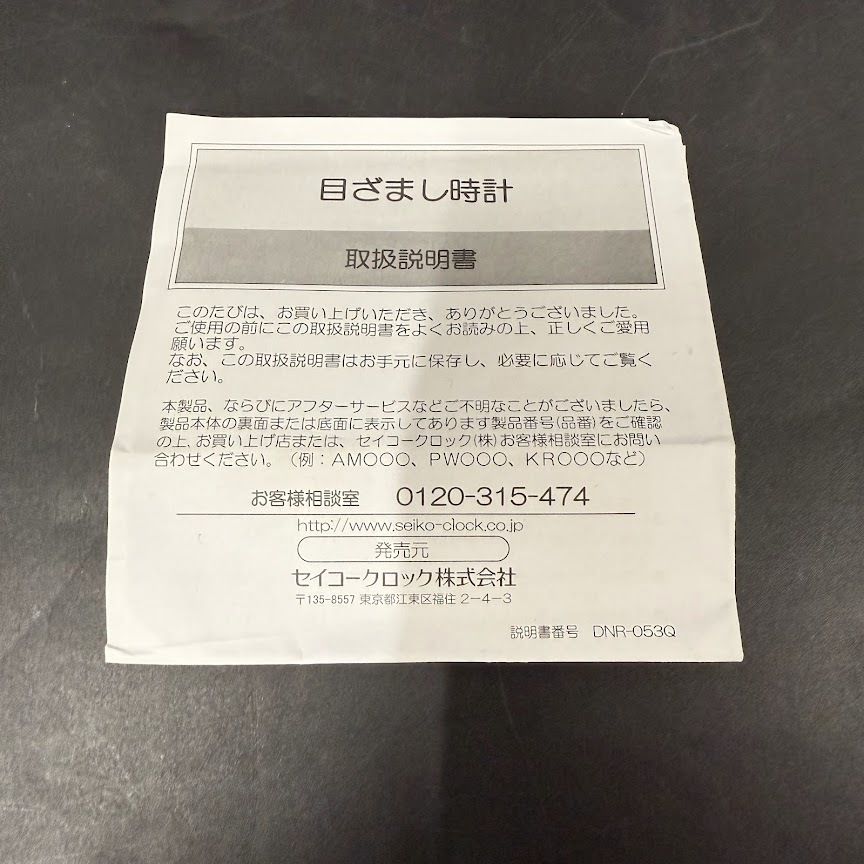 目ざまし時計
取扱説明書
このたびは、お買い上げいただき、ありがとうございました。
ご使用の前にこの取扱説明書をよくお読みの上、正しくご愛用
願います。
なお、この取扱説明書はお手元に保存し、必要に応じてご覧く
ださい。
本製品、ならびにアフターサービスなどご不明なことがございましたら、
製品本体の裏面または底面に表示してあります製品番号(品番)をご確認
の上、お買い上げ店または、セイコークロック(株)お客様相談室にお問い
合わせください。（例：AM○○○、PW○○○、KR○○○など）
お客様相談室 0120-315-474
http://www.seiko-clock.co.jp
発売元
セイコークロック株式会社
〒135-8557 東京都江東区福住 2-4-3
説明書番号 DNR-053Q